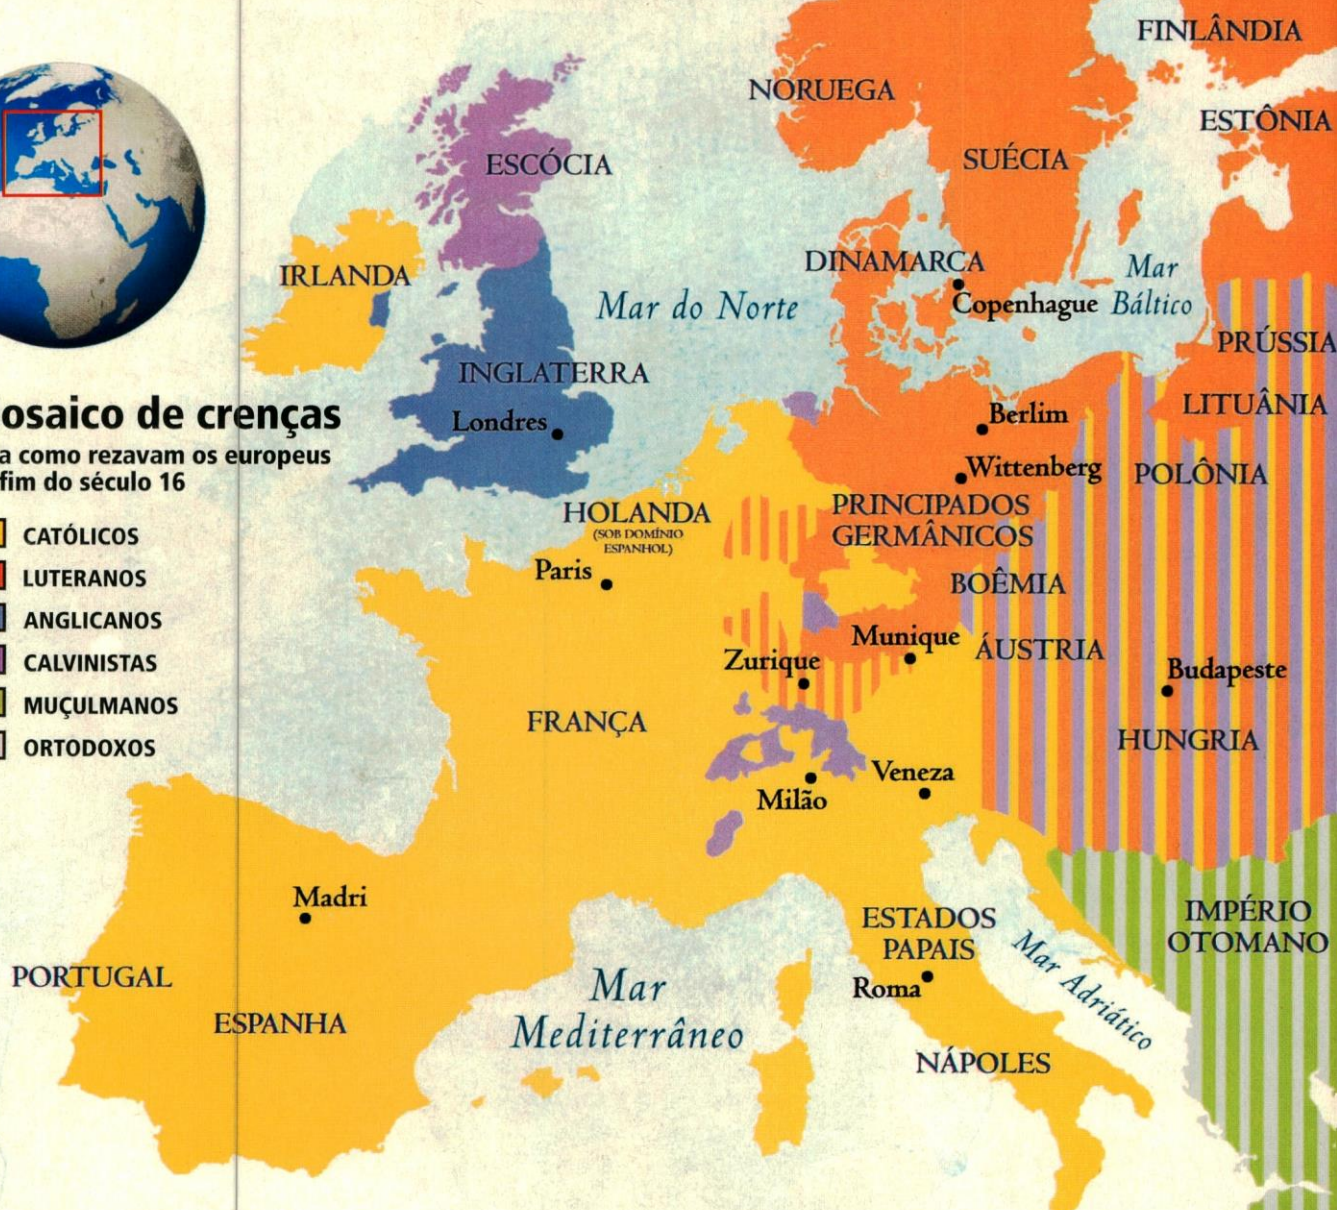 FINLÂNDIA
NORUEGA
ESTÔNIA
ESCÓCIA
SUÉCIA
IRLANDA
DINAMARCA
Mar
Báltico
Copenhague
Mar do Norte
PRÚSSIA
INGLATERRA
Londres
LITUÂNIA
Berlim
Wittenberg
POLÔNIA
osaico de crenças
a como rezavam os europeus
fim do século 16
CATÓLICOS
LUTERANOS
ANGLICANOS
CALVINISTAS
MUÇULMANOS
ORTODOXOS
HOLANDA
(SOB DOMÍNIO
ESPANHOL)
PRINCIPADOS
GERMÂNICOS
Paris
BOÊMIA
Munique
ÁUSTRIA
Zurique
Budapeste
FRANÇA
HUNGRIA
Veneza
Milão
Madri
ESTADOS
PAPAIS
IMPÉRIO
OTOMANO
Mar Adriático
PORTUGAL
Roma
Mar
Mediterrâneo
ESPANHA
NÁPOLES